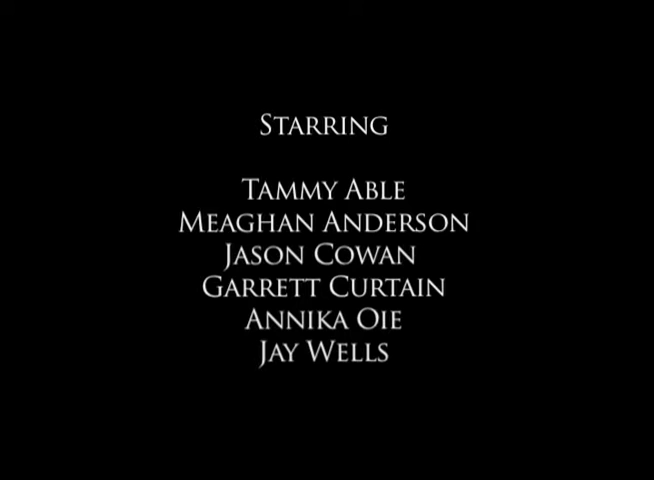 STARRING
TAMMY ABLE
MEAGHAN ANDERSON
JASON COWAN
GARRETT CURTAIN
ANNIKA OIE
JAY WELLS